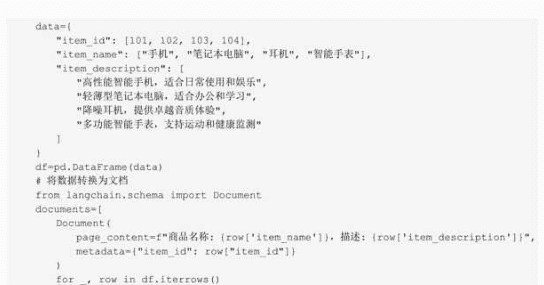 data={
"item_id": [101, 102, 103, 104],
"item_name": ["手机", "笔记本电脑", "耳机", "智能手表"],
"item_description": [
"高性能智能手机，适合日常使用和娱乐",
"轻薄型笔记本电脑，适合办公和学习",
"降噪耳机，提供卓越音质体验",
"多功能智能手表，支持运动和健康监测"
]
}
df=pd.DataFrame(data)
# 将数据转换为文档
from langchain.schema import Document
documents=[
Document(
page_content=f"商品名称: {row['item_name']}，描述: {row['item_description']}",
metadata={"item_id": row["item_id"]}
)
for _, row in df.iterrows()